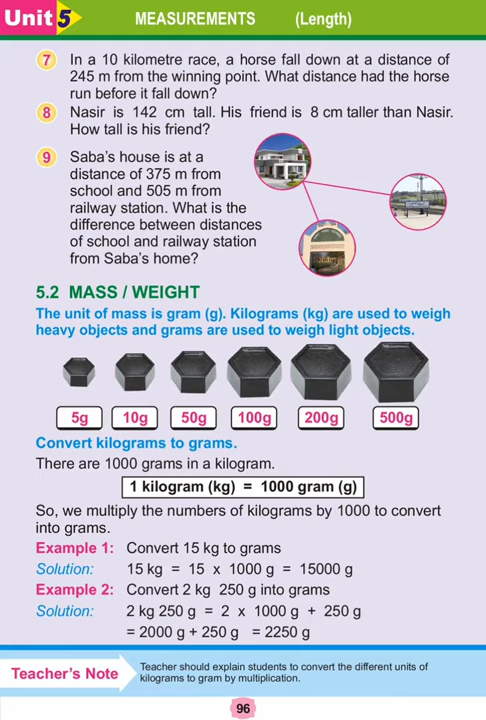 Unit 5
MEASUREMENTS (Length)
7 In a 10 kilometre race, a horse fall down at a distance of
245 m from the winning point. What distance had the horse
run before it fall down?
8 Nasir is 142 cm tall. His friend is 8 cm taller than Nasir.
How tall is his friend?
9 Saba's house is at a
distance of 375 m from
school and 505 m from
railway station. What is the
difference between distances
of school and railway station
from Saba's home?
5.2 MASS / WEIGHT
The unit of mass is gram (g). Kilograms (kg) are used to weigh
heavy objects and grams are used to weigh light objects.
5g 10g 50g 100g 200g 500g
Convert kilograms to grams.
There are 1000 grams in a kilogram.
1 kilogram (kg) = 1000 gram (g)
So, we multiply the numbers of kilograms by 1000 to convert
into grams.
Example 1: Convert 15 kg to grams
Solution: 15 kg = 15 x 1000 g = 15000 g
Example 2: Convert 2 kg 250 g into grams
Solution: 2 kg 250 g = 2 x 1000 g + 250 g
= 2000 g + 250 g = 2250 g
Teacher's Note
Teacher should explain students to convert the different units of
kilograms to gram by multiplication.
96